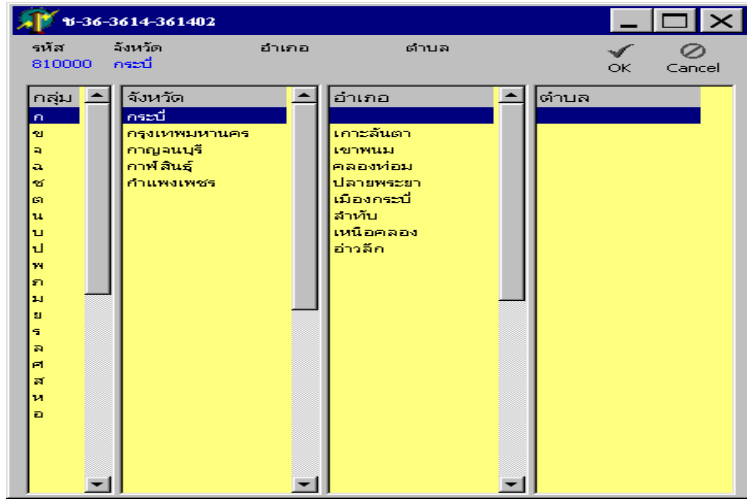 ช-36-3614-361402
รหัส จังหวัด อำเภอ ตำบล
810000 กระบี่
OK Cancel
กลุ่ม
ก
ข
จ
ฉ
ช
ต
น
บ
ป
พ
ภ
ม
ย
ร
ล
ศ
ส
ห
อ
จังหวัด
กระบี่
กรุงเทพมหานคร
กาญจนบุรี
กาฬสินธุ์
กำแพงเพชร
อำเภอ
เกาะลันตา
เขาพนม
คลองท่อม
ปลายพระยา
เมืองกระบี่
ลำทับ
เหนือคลอง
อ่าวลึก
ตำบล